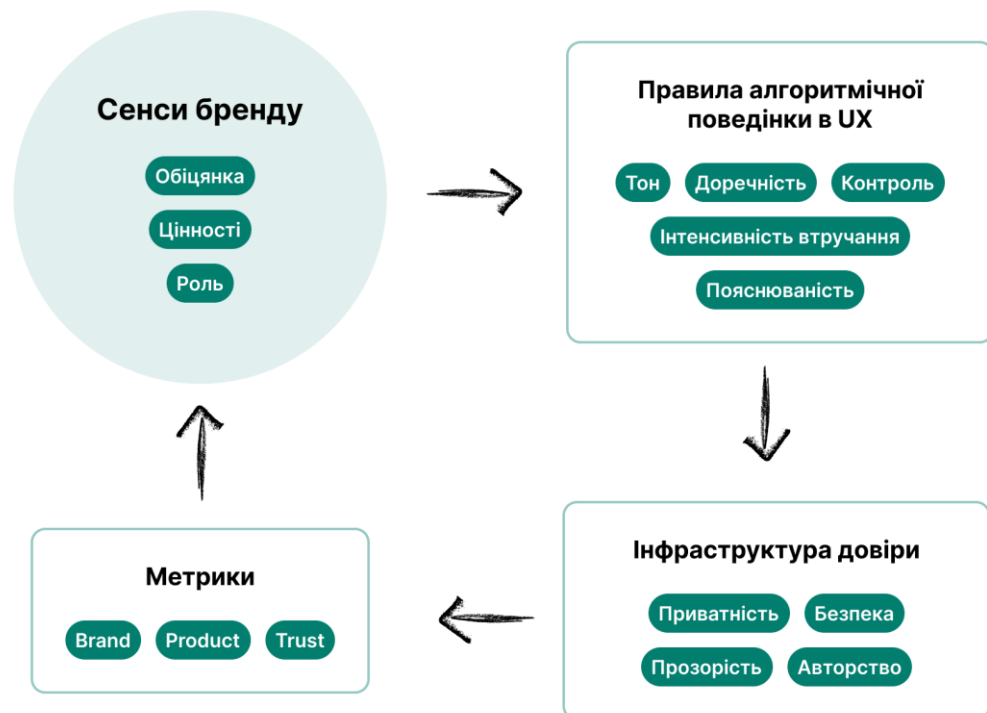 Сенси бренду
Обіцянка
Цінності
Роль
Правила алгоритмічної
поведінки в UX
Тон Доречність Контроль
Інтенсивність втручання
Пояснюваність
Інфраструктура довіри
Приватність Безпека
Прозорість Авторство
Метрики
Brand Product Trust